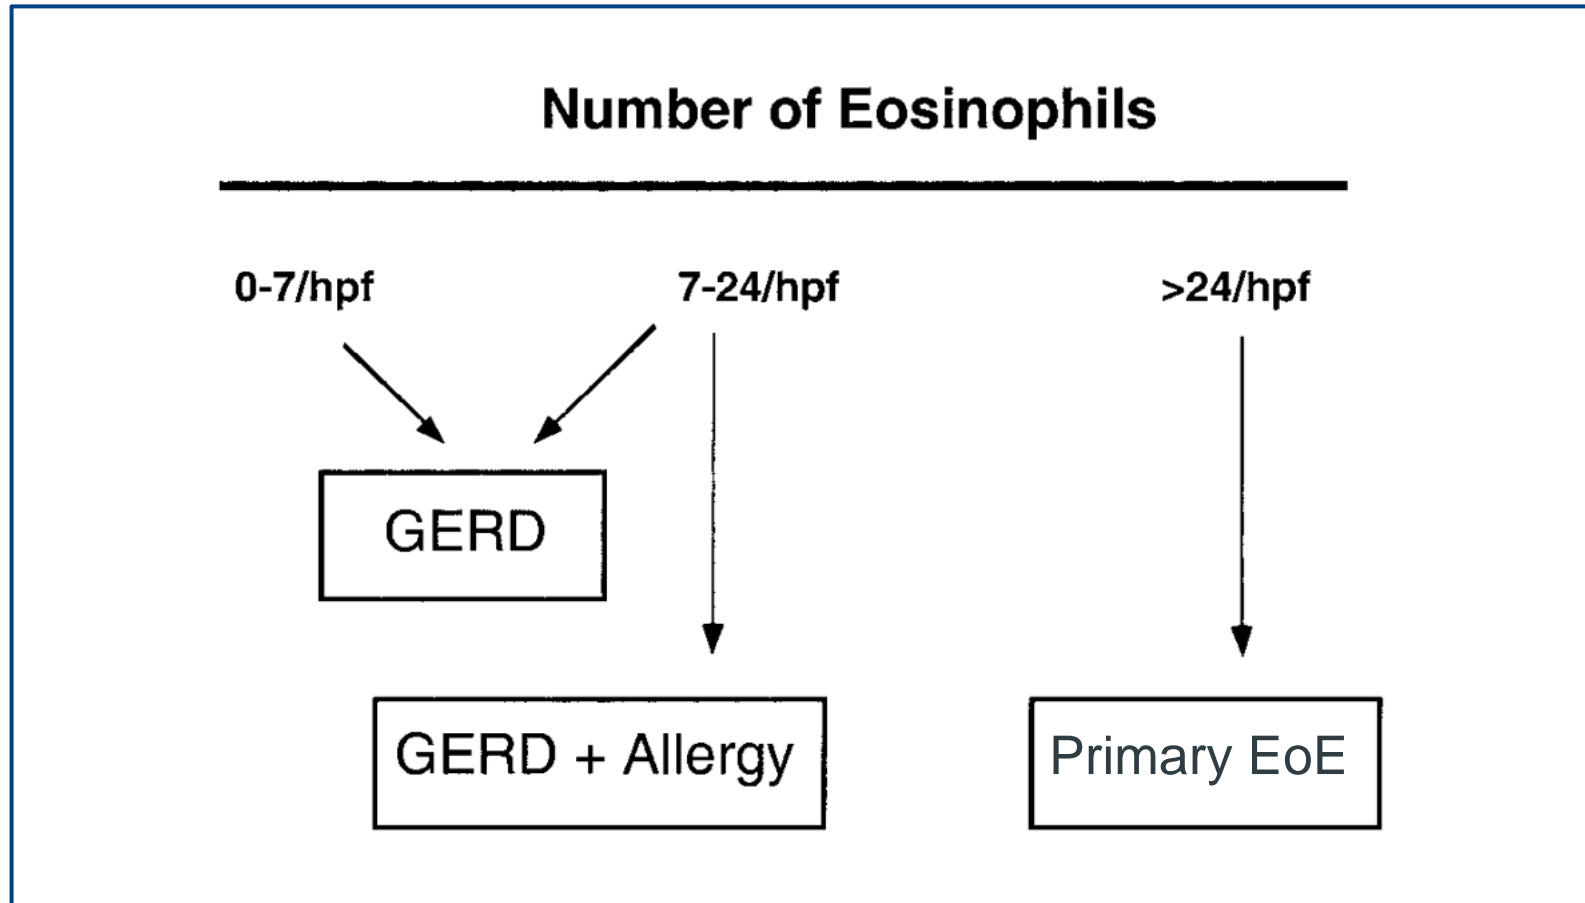 Number of Eosinophils
0-7/hpf 7-24/hpf >24/hpf
GERD
GERD + Allergy Primary EoE